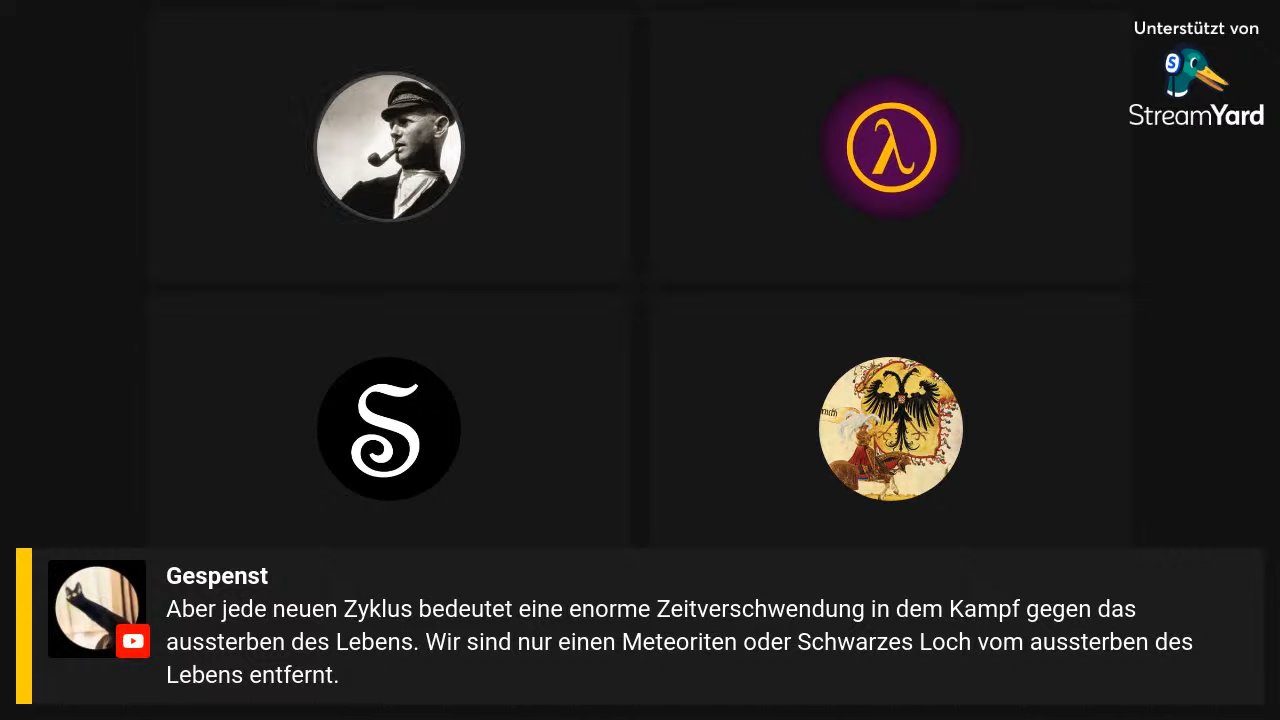 Unterstützt von
S
StreamYard
λ
S
Gespenst
Aber jede neuen Zyklus bedeutet eine enorme Zeitverschwendung in dem Kampf gegen das
aussterben des Lebens. Wir sind nur einen Meteoriten oder Schwarzes Loch vom aussterben des
Lebens entfernt.